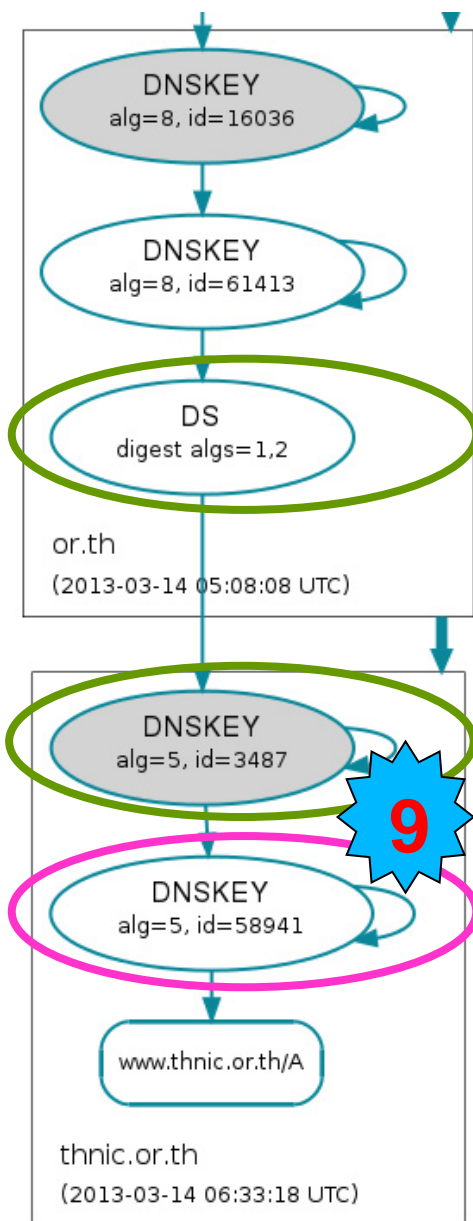 DNSKEY
alg=8, id=16036
DNSKEY
alg=8, id=61413
DS
digest algs=1,2
or.th
(2013-03-14 05:08:08 UTC)
DNSKEY
alg=5, id=3487
9
DNSKEY
alg=5, id=58941
www.thnic.or.th/A
thnic.or.th
(2013-03-14 06:33:18 UTC)